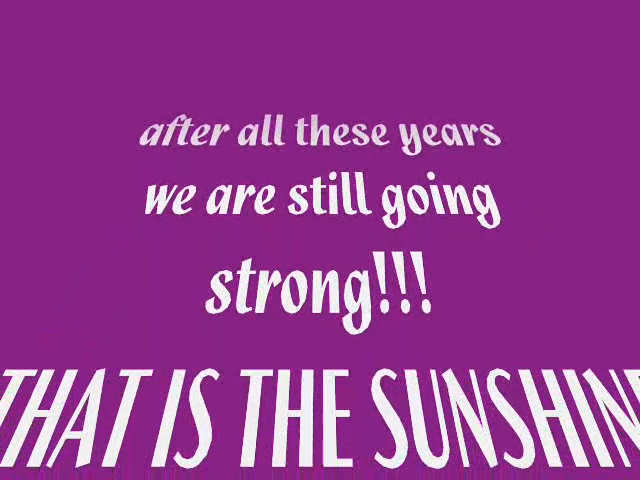 after all these years
we are still going
strong!!!
THAT IS THE SUNSHIN